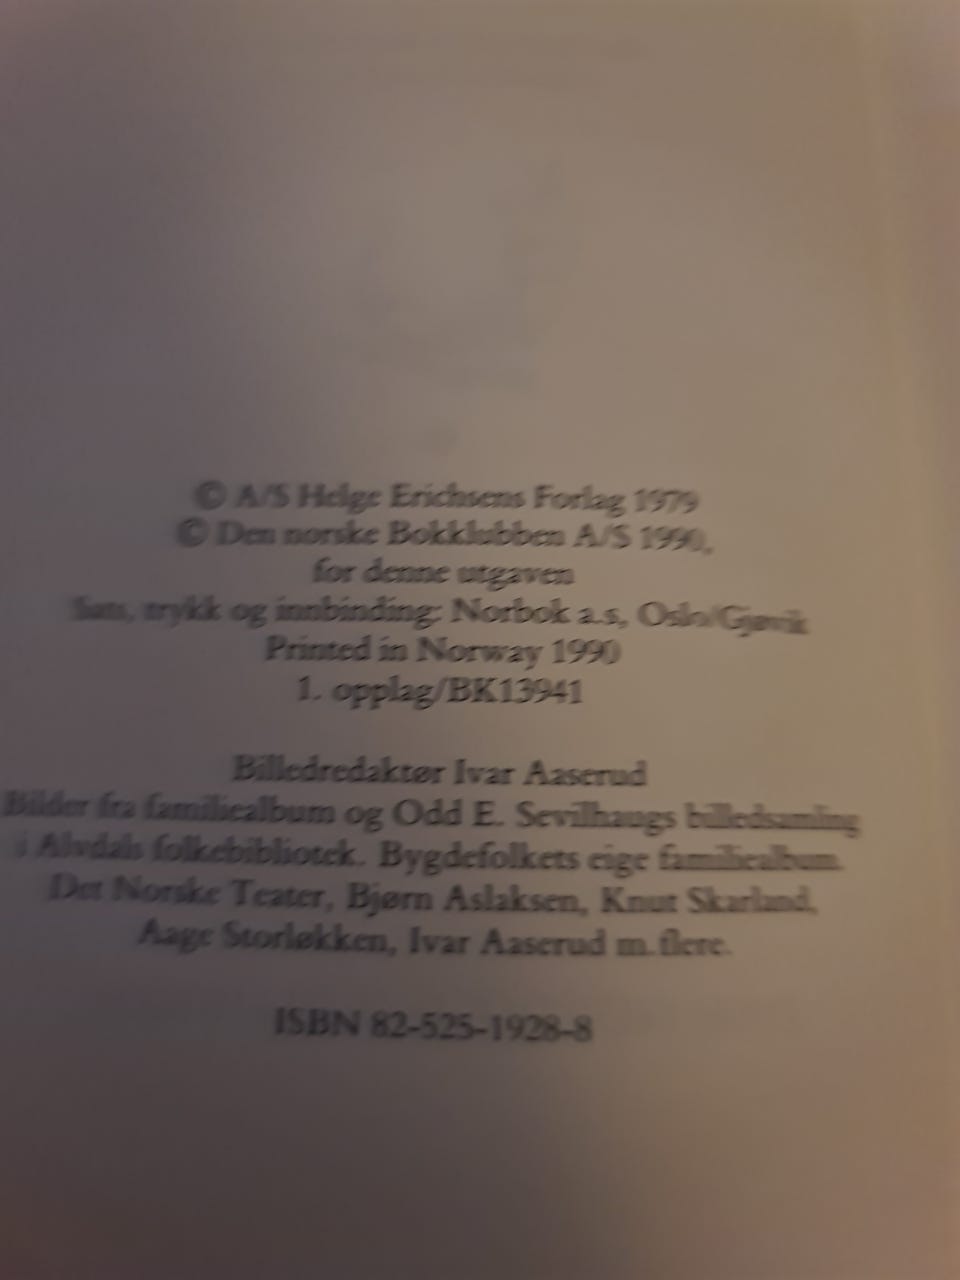 © A/S Helge Erichsens Forlag 1979
© Den norske Bokklubben A/S 1990,
for denne utgaven
Sats, trykk og innbinding: Norbok a.s, Oslo/Gjøvik
Printed in Norway 1990
1. opplag/BK13941
Billedredaktør Ivar Aaserud
Bilder fra familiealbum og Odd E. Sevilhaugs billedsamling
i Alvdals folkebibliotek. Bygdefolkets eige familiealbum.
Det Norske Teater, Bjørn Aslaksen, Knut Skarland,
Aage Storløkken, Ivar Aaserud m.flere.
ISBN 82-525-1928-8